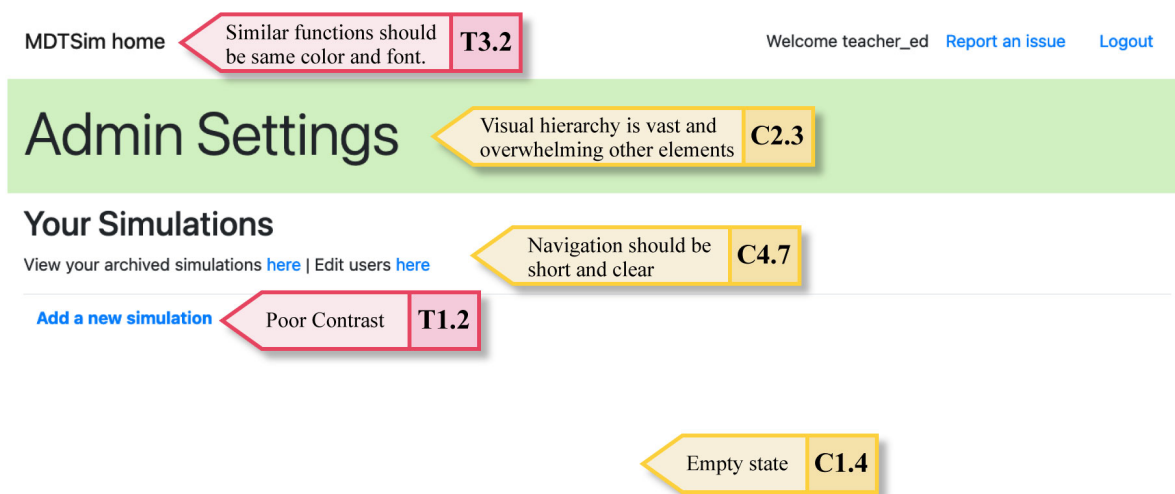 MDTSim home
Similar functions should
be same color and font.
T3.2
Welcome teacher_ed Report an issue Logout
Admin Settings
Visual hierarchy is vast and
overwhelming other elements
C2.3
Your Simulations
View your archived simulations here | Edit users here
Navigation should be
short and clear
C4.7
Add a new simulation
Poor Contrast
T1.2
Empty state
C1.4